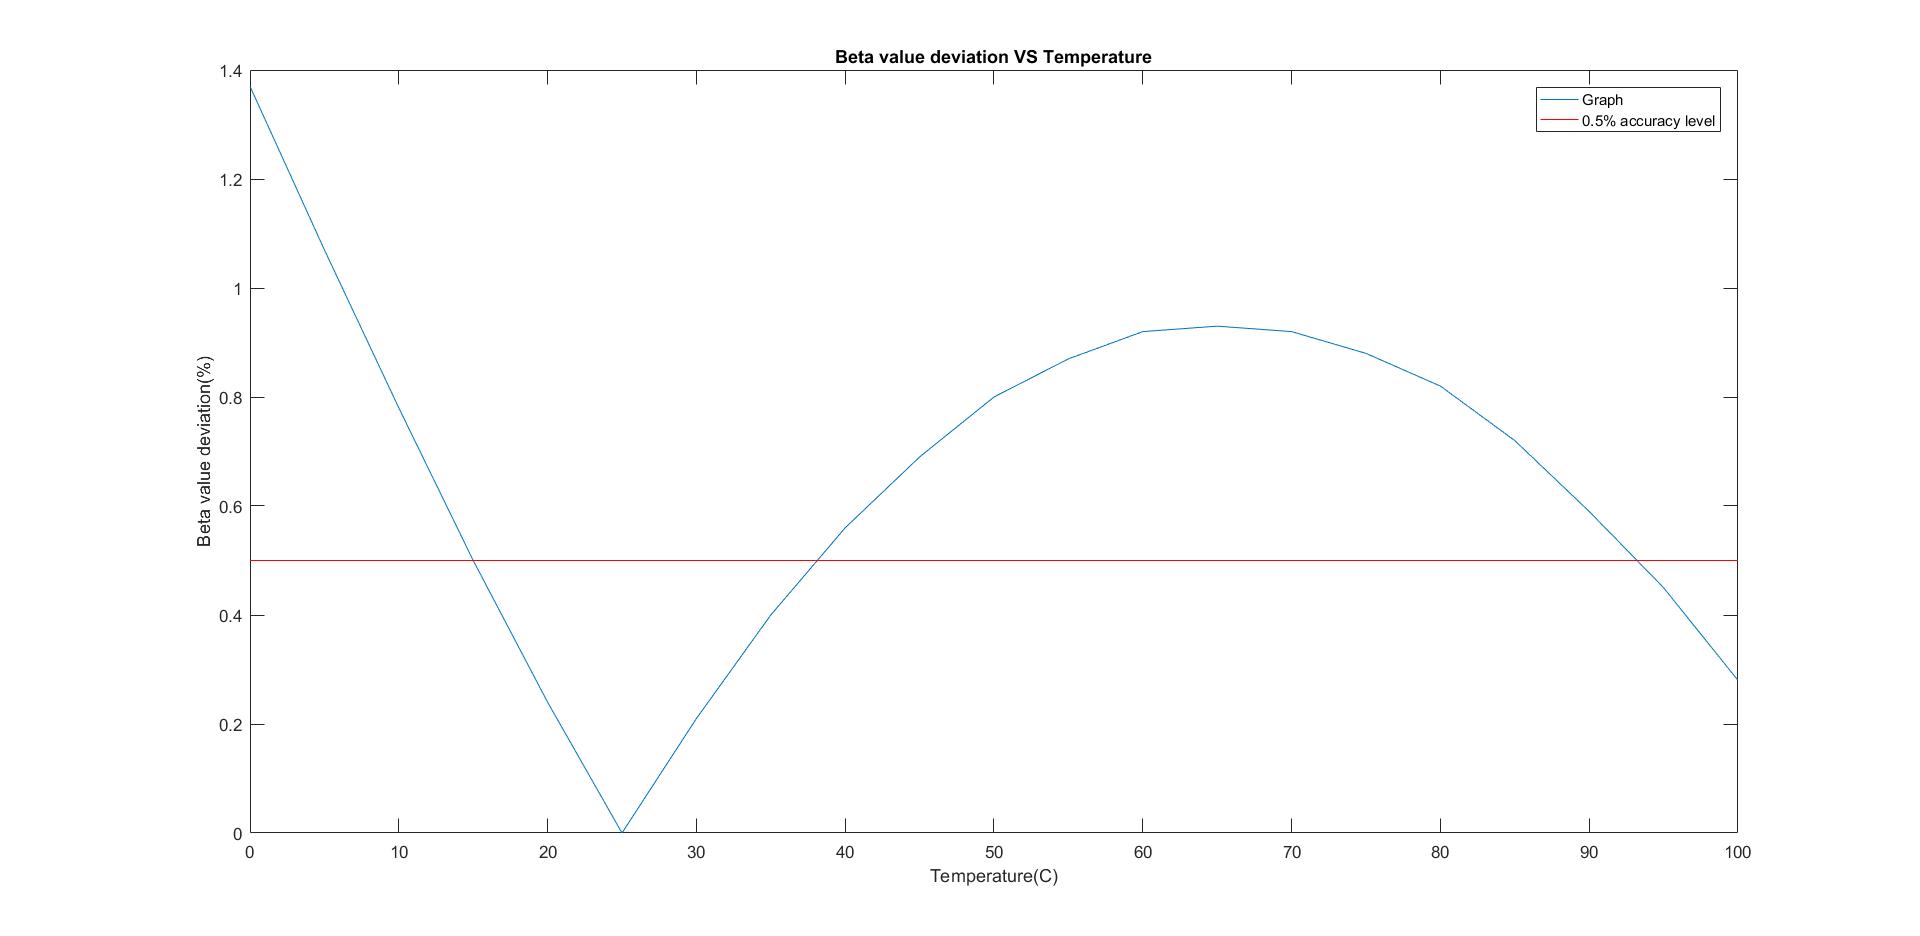 Beta value deviation VS Temperature
1.4
1.2
1
0.8
0.6
0.4
0.2
0
Beta value deviation(%)
Graph
0.5% accuracy level
0 10 20 30 40 50 60 70 80 90 100
Temperature(C)